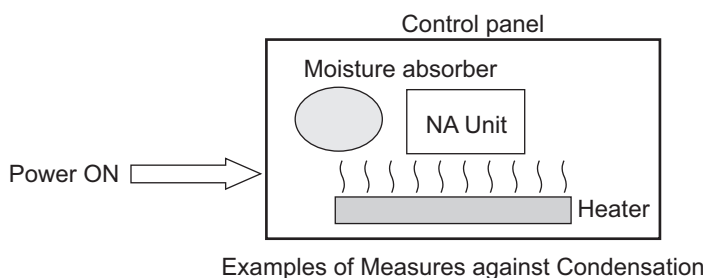 Control panel
Moisture absorber
NA Unit
Power ON
Heater
Examples of Measures against Condensation